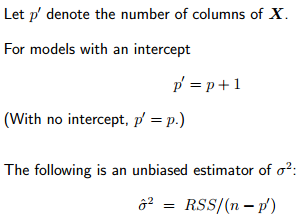 Let p′ denote the number of columns of X.
For models with an intercept
p′ = p + 1
(With no intercept, p′ = p.)
The following is an unbiased estimator of σ²:
σ̂² = RSS/(n − p′)